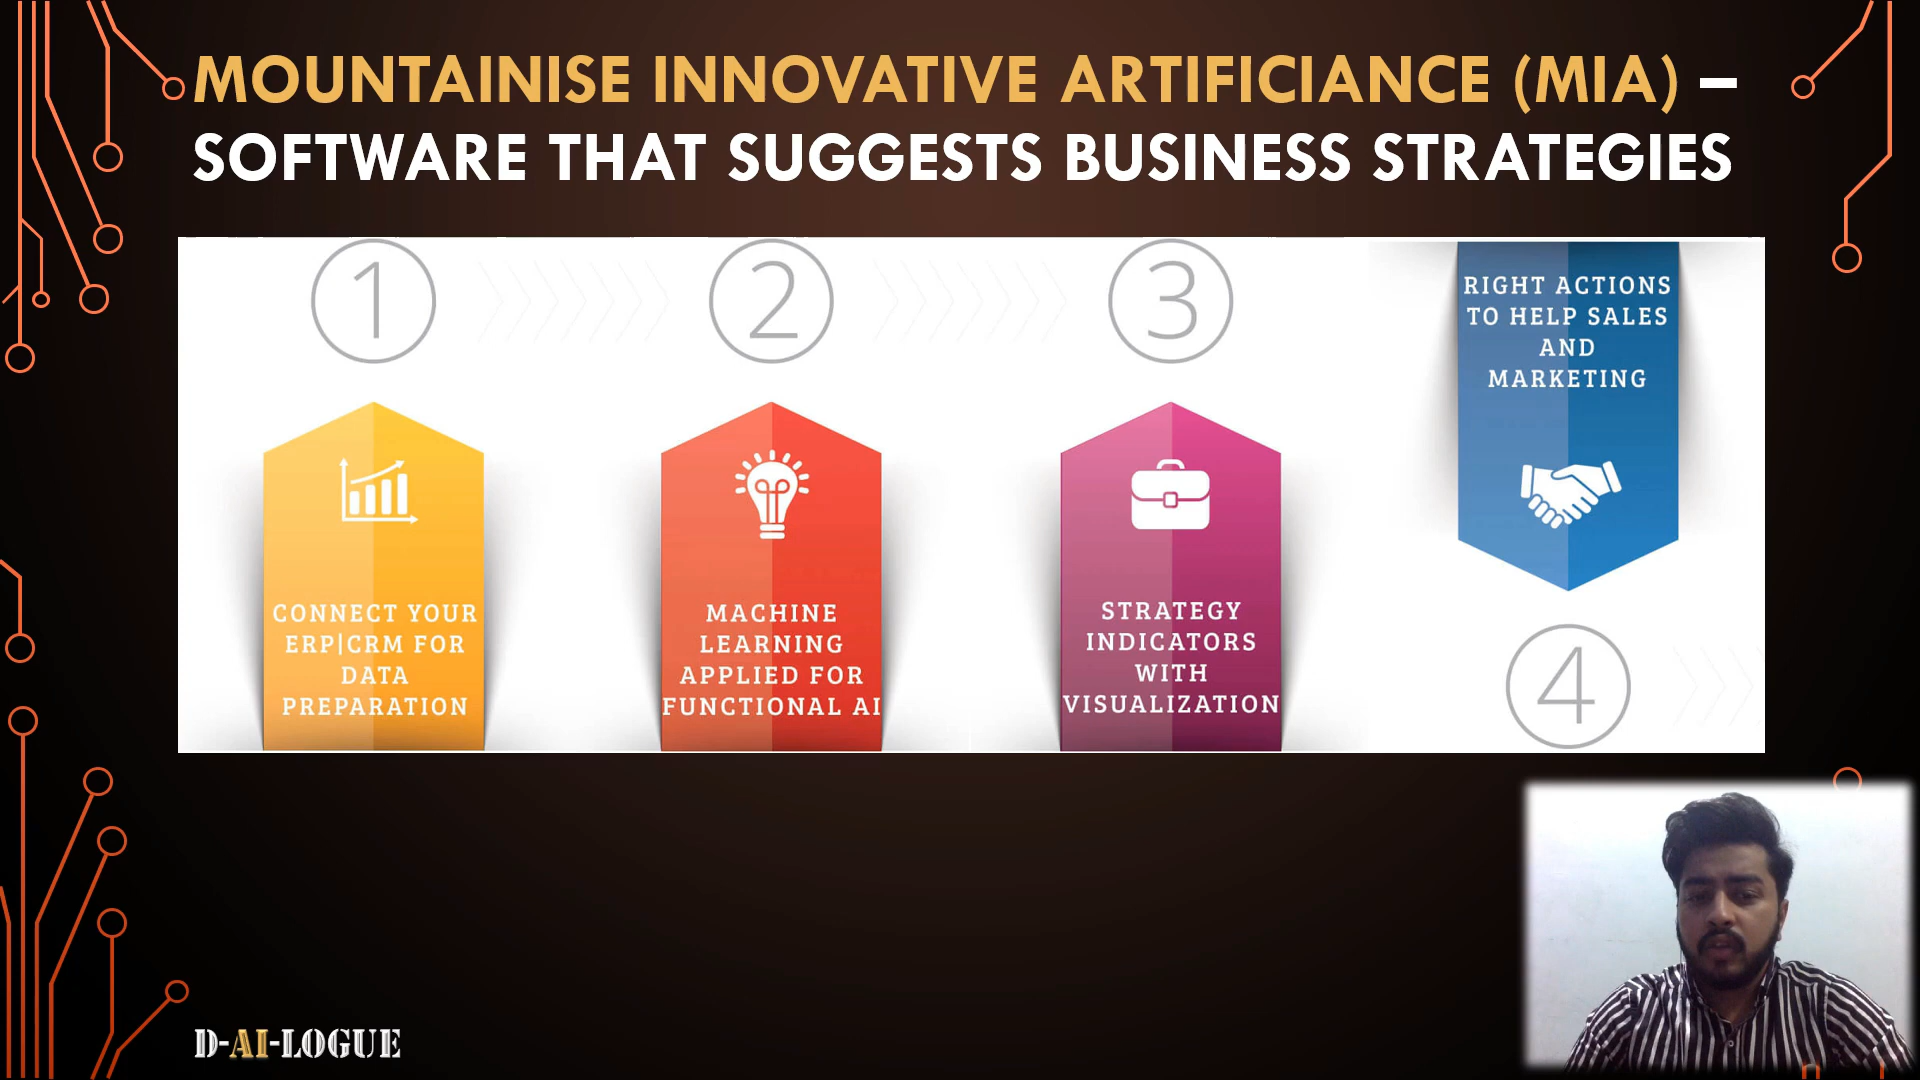 MOUNTAINISE INNOVATIVE ARTIFICIANCE (MIA) –
SOFTWARE THAT SUGGESTS BUSINESS STRATEGIES
1
CONNECT YOUR
ERP|CRM FOR
DATA
PREPARATION
2
MACHINE
LEARNING
APPLIED FOR
FUNCTIONAL AI
3
STRATEGY
INDICATORS
WITH
VISUALIZATION
RIGHT ACTIONS
TO HELP SALES
AND
MARKETING
4
D-AI-LOGUE